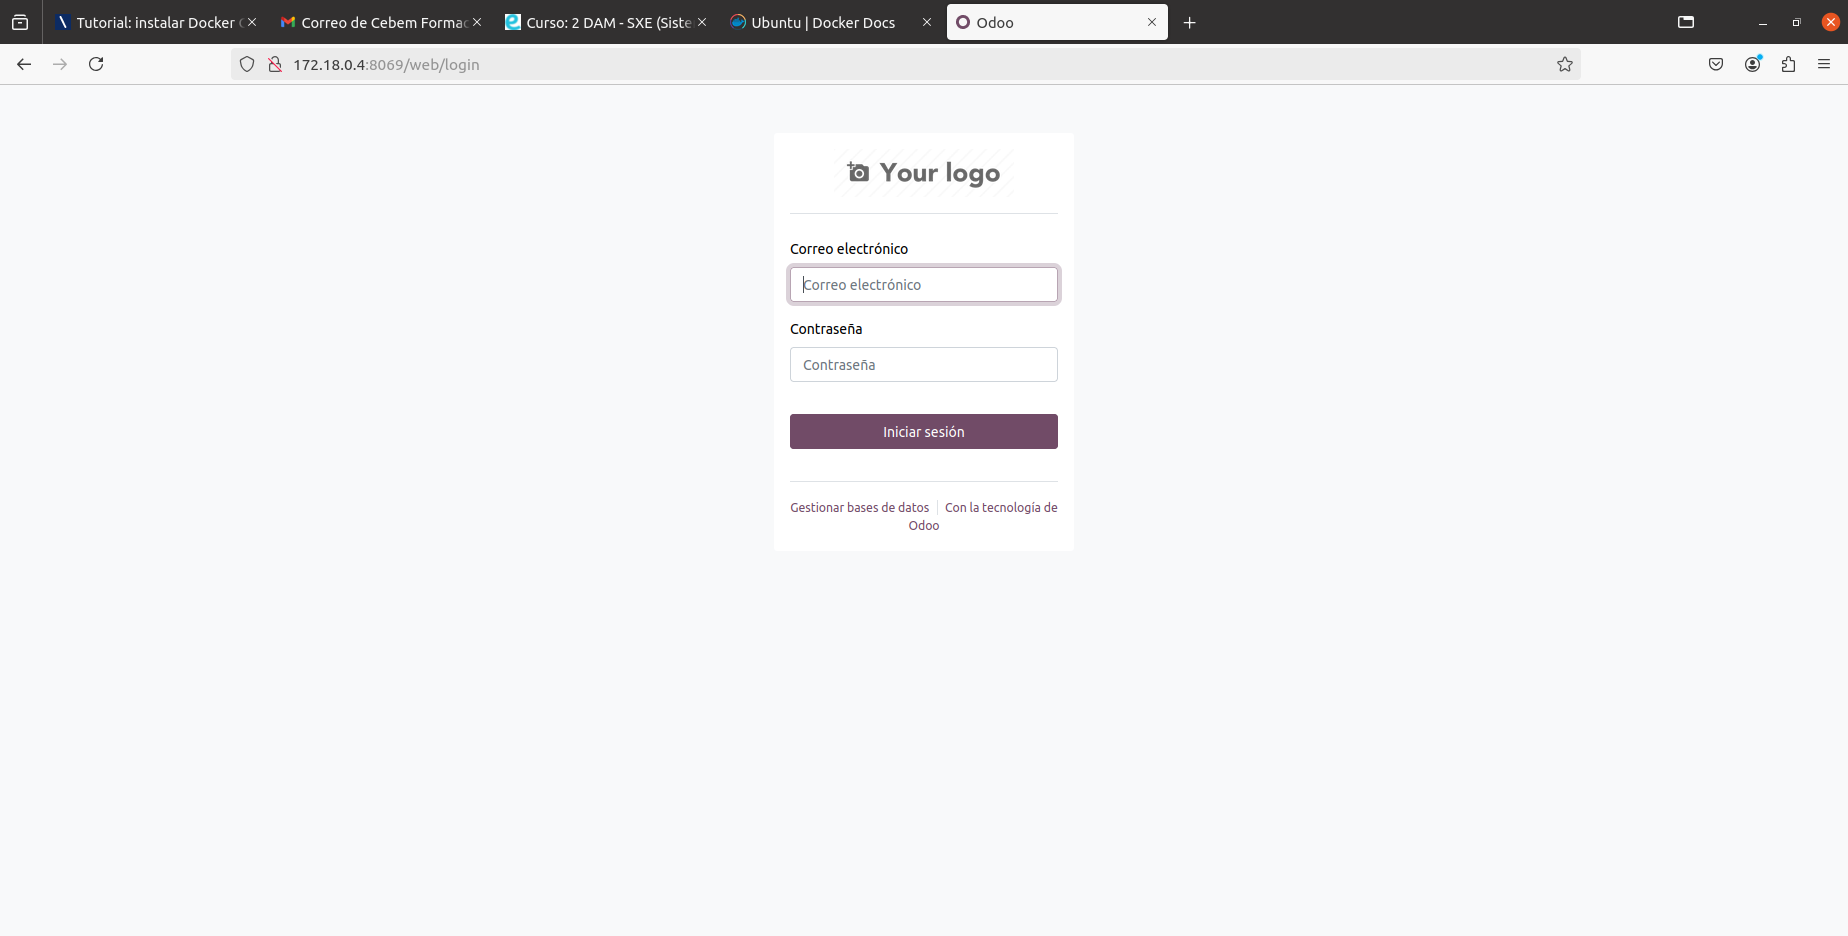 Tutorial: instalar Docker
Correo de Cebem Formac
Curso: 2 DAM - SXE (Siste
Ubuntu | Docker Docs
Odoo
172.18.0.4:8069/web/login
Your logo
Correo electrónico
Correo electrónico
Contraseña
Contraseña
Iniciar sesión
Gestionar bases de datos | Con la tecnología de
Odoo